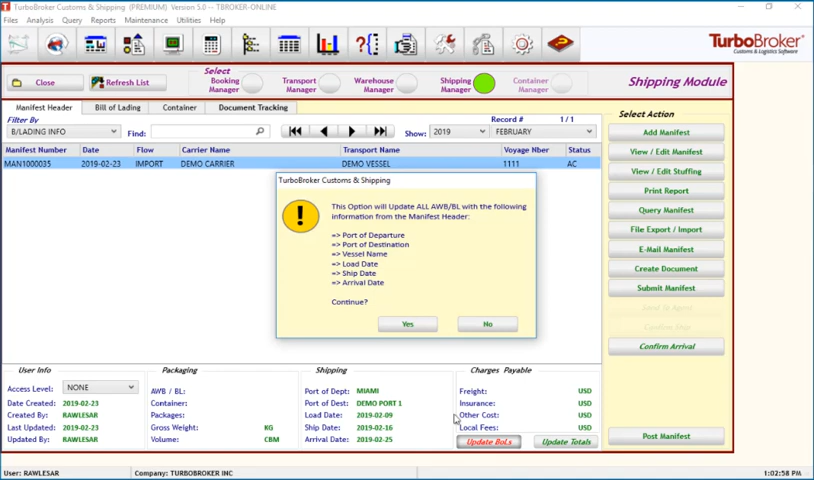 TurboBroker Customs & Shipping (PREMIUM)  Version 5.0 -- TBROKER-ONLINE
Files  Analysis  Query  Reports  Maintenance  Utilities  Help
TurboBroker
Customs & Logistics Software
Close
Refresh List
Select
Booking Manager
Transport Manager
Warehouse Manager
Shipping Manager
Container Manager
Shipping Module
Manifest Header  Bill of Lading  Container  Document Tracking
Filter By
B/LADING INFO
Find:
Record #  1 / 1
Show: 2019  FEBRUARY
Manifest Number  Date  Flow  Carrier Name  Transport Name  Voyage Nber  Status
MAN1000035  2019-02-23  IMPORT  DEMO CARRIER  DEMO VESSEL  1111  AC
TurboBroker Customs & Shipping
This Option will Update ALL AWB/BL with the following
information from the Manifest Header:
=> Port of Departure
=> Port of Destination
=> Vessel Name
=> Load Date
=> Ship Date
=> Arrival Date
Continue?
Yes
No
Select Action
Add Manifest
View / Edit Manifest
View / Edit Stuffing
Print Report
Query Manifest
File Export / Import
E-Mail Manifest
Create Document
Submit Manifest
Send To Agent
Confirm Ship
Confirm Arrival
Post Manifest
User Info
Access Level: NONE
Date Created: 2019-02-23
Created By: RAWLESAR
Last Updated: 2019-02-23
Updated By: RAWLESAR
Packaging
AWB / BL:
Container:
Packages:
Gross Weight: KG
Volume: CBM
Shipping
Port of Dept: MIAMI
Port of Dest: DEMO PORT 1
Load Date: 2019-02-09
Ship Date: 2019-02-16
Arrival Date: 2019-02-25
Charges Payable
Freight: USD
Insurance: USD
Other Cost: USD
Local Fees: USD
Update BoLs
Update Totals
User: RAWLESAR
Company: TURBOBROKER INC
1:02:58 PM